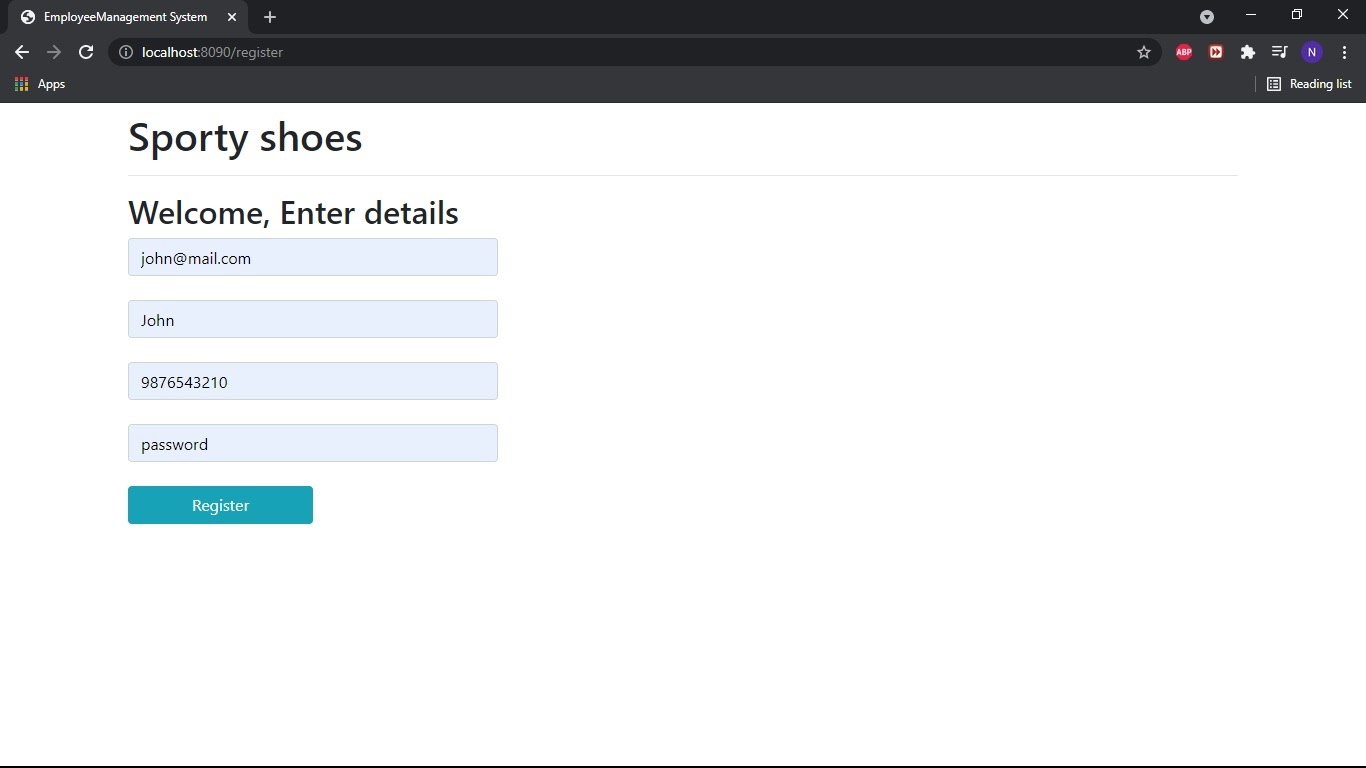 EmployeeManagement System
localhost:8090/register
ABP
N
Apps
Reading list
Sporty shoes
Welcome, Enter details
john@mail.com
John
9876543210
password
Register